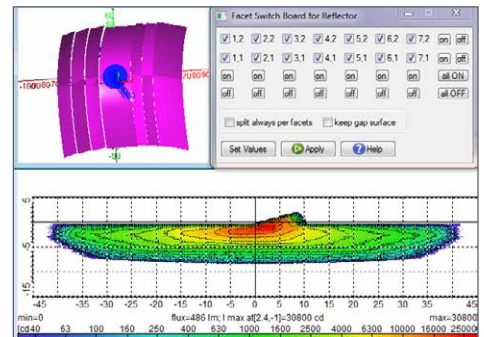 Facet Switch Board for Reflector
1,2 2,2 3,2 4,2 5,2 6,2 7,2 on off
1,1 2,1 3,1 4,1 5,1 6,1 7,1 on off
on on on on on on on all ON
off off off off off off off all OFF
split always per facets keep gap surface
Set Values Apply Help
-45 -40 -35 -30 -25 -20 -15 -10 -5 0 5 10 15 20 25 30 35 45
min=0 flux=486 lm; I max at[2.4,-1]=30800 cd max=30800
[cd40 63 100 160 250 400 630 1000 1600 2500 4000 6300 10000 16000 25000